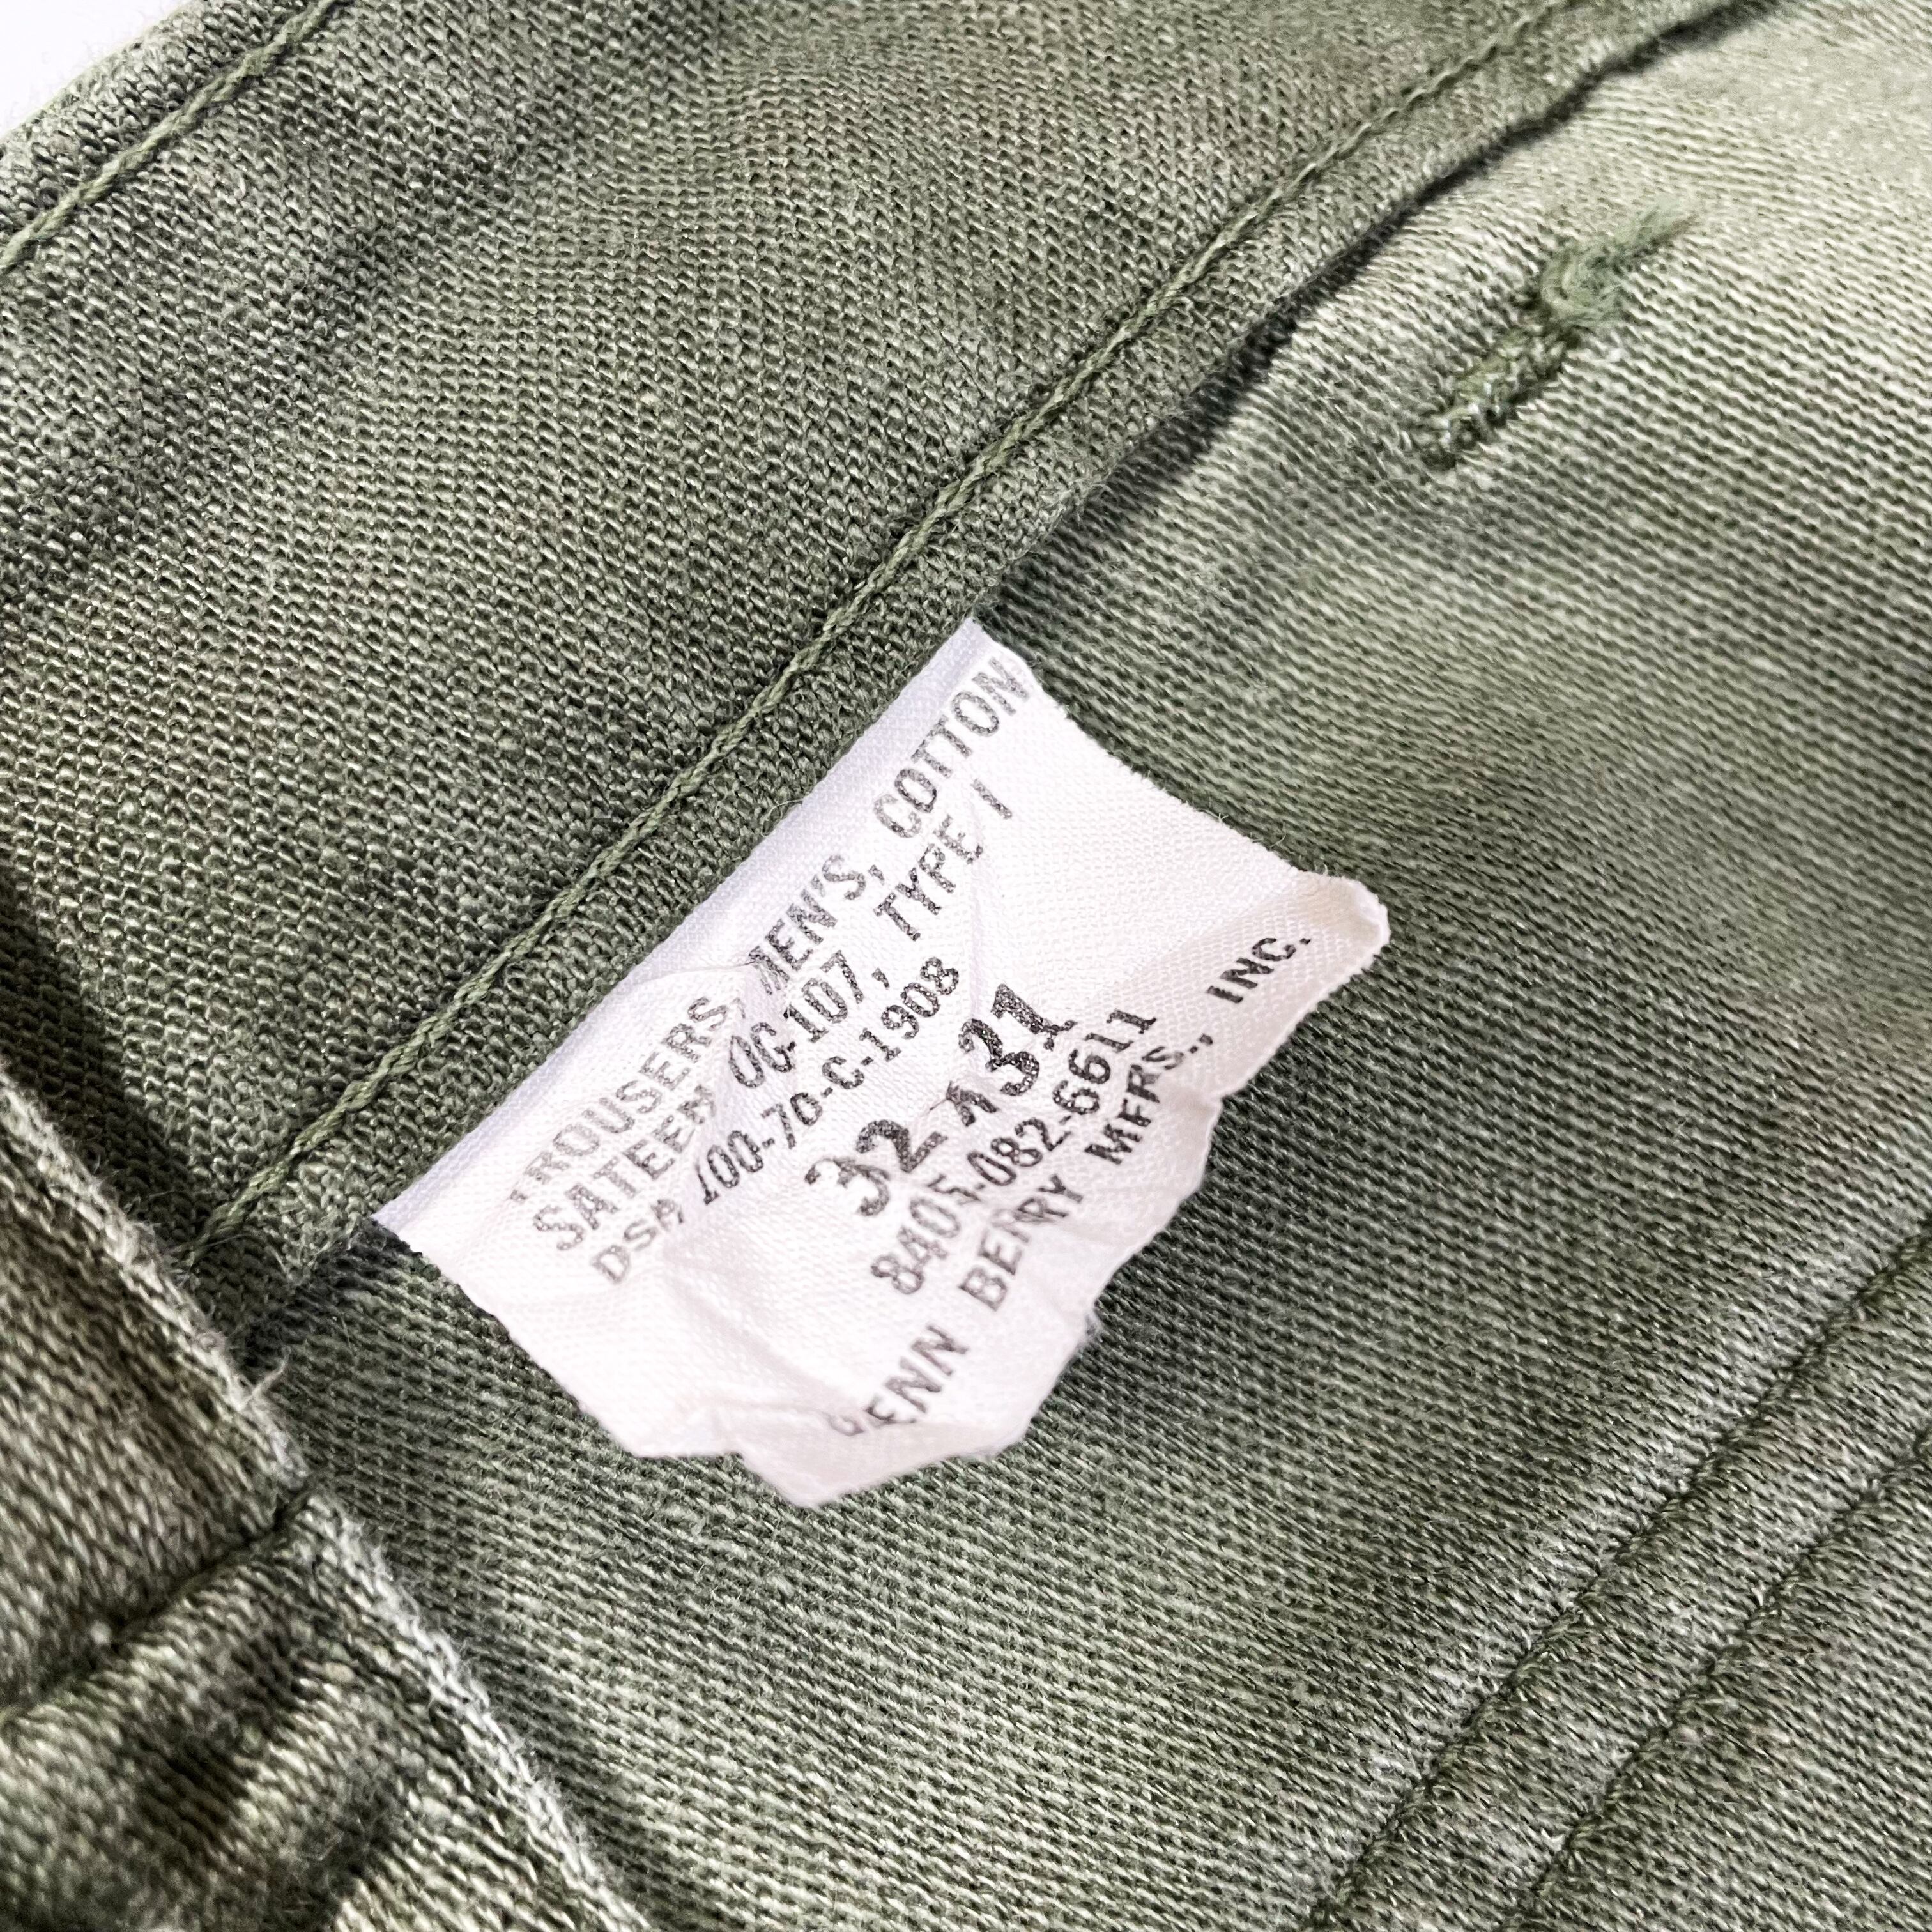 TROUSERS, MEN'S, COTTON
SATEEN OG-107, TYPE I
DSA 100-70-C-1908
32 x 31
8405-082-6611
PENN BERRY MFRS., INC.